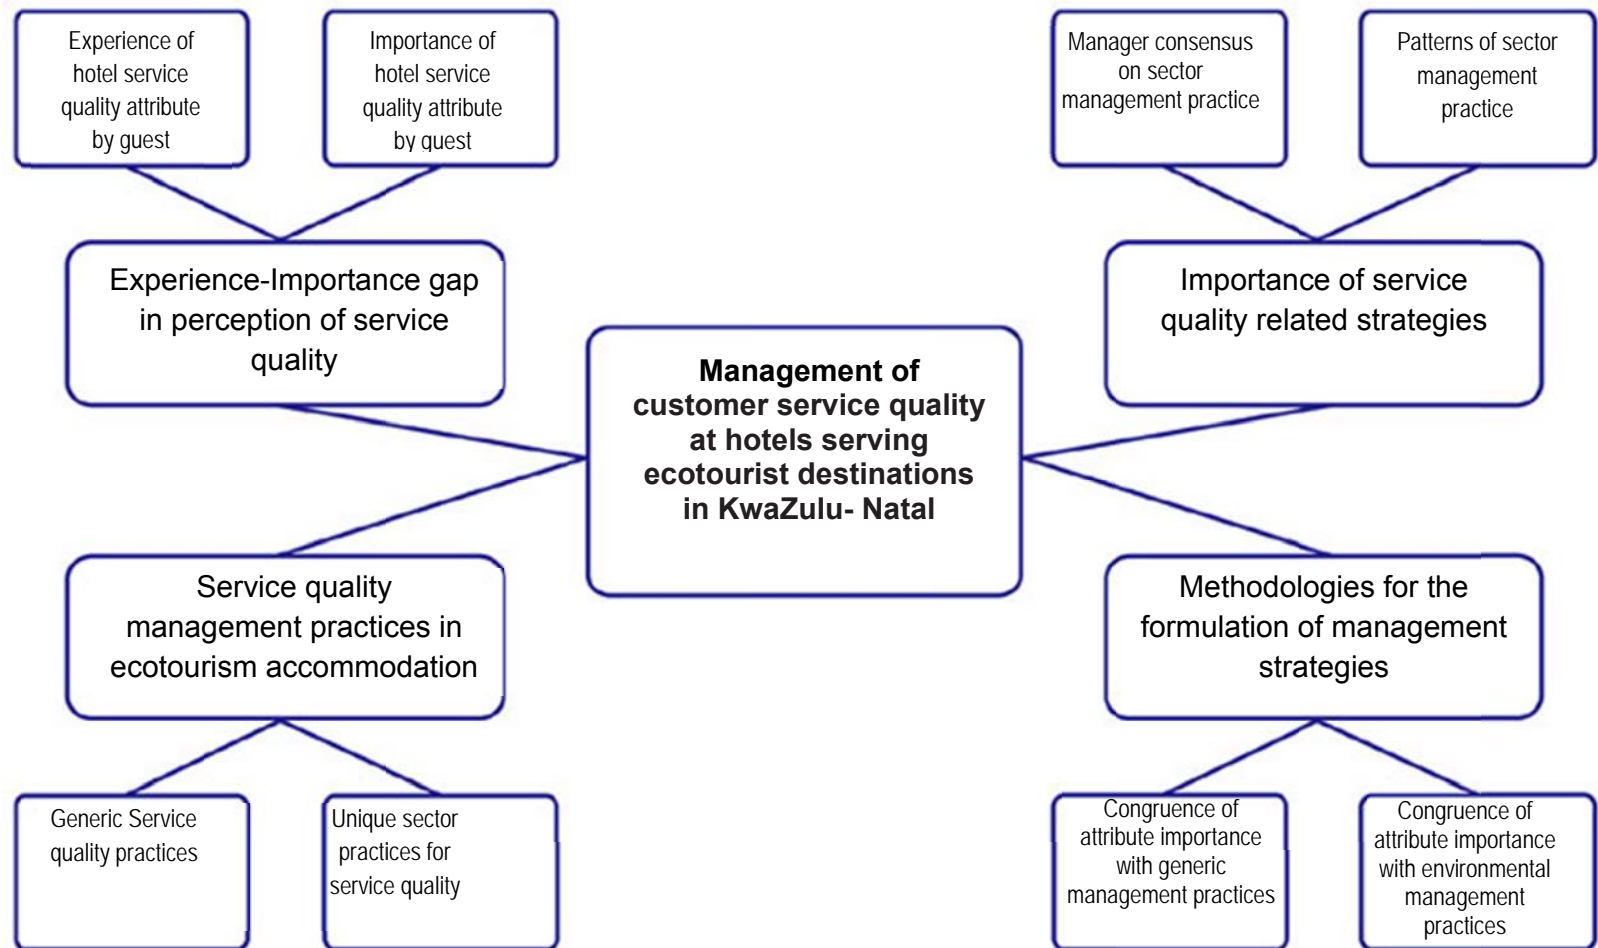 Experience of
hotel service
quality attribute
by guest
Importance of
hotel service
quality attribute
by guest
Manager consensus
on sector
management practice
Patterns of sector
management
practice
Experience-Importance gap
in perception of service
quality
Importance of service
quality related strategies
Management of
customer service quality
at hotels serving
ecotourist destinations
in KwaZulu- Natal
Service quality
management practices in
ecotourism accommodation
Methodologies for the
formulation of management
strategies
Generic Service
quality practices
Unique sector
practices for
service quality
Congruence of
attribute importance
with generic
management practices
Congruence of
attribute importance
with environmental
management
practices